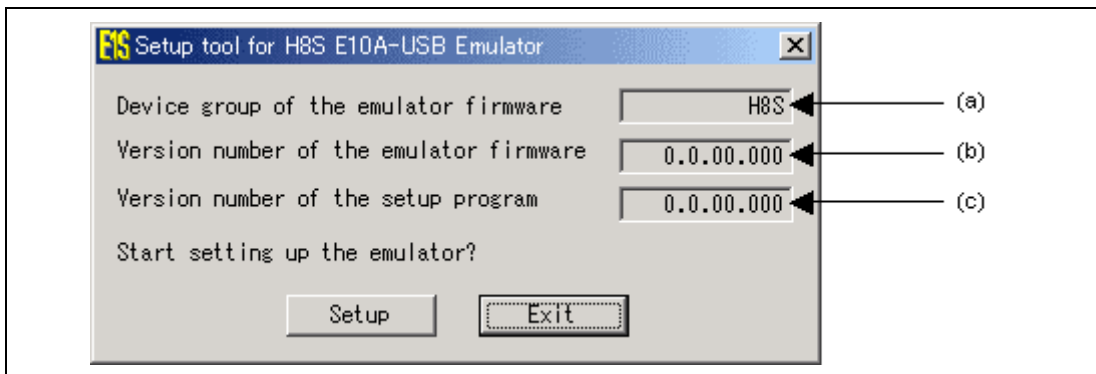 E1S Setup tool for H8S E10A-USB Emulator
Device group of the emulator firmware H8S (a)
Version number of the emulator firmware 0.0.00.000 (b)
Version number of the setup program 0.0.00.000 (c)
Start setting up the emulator?
Setup Exit